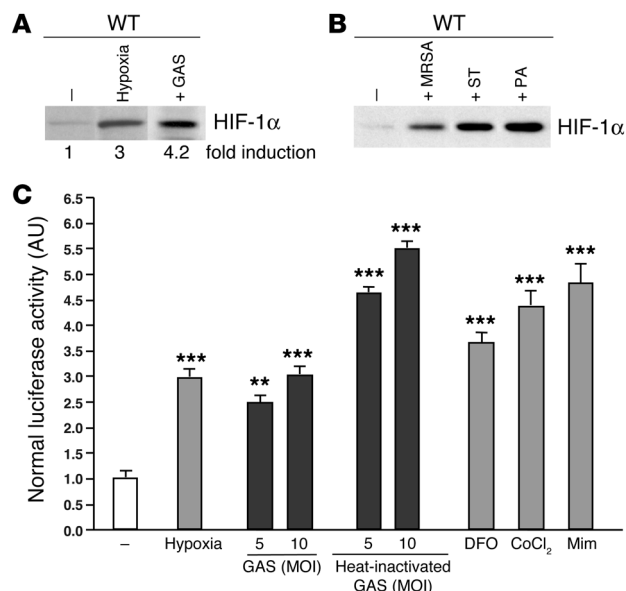 A
WT
–
Hypoxia
+ GAS
HIF-1α
1 3 4.2 fold induction
B
WT
–
+ MRSA
+ ST
+ PA
HIF-1α
C
Normal luciferase activity (AU)
6.5
6.0
5.5
5.0
4.5
4.0
3.5
3.0
2.5
2.0
1.5
1.0
0.5
0.0
***
**
***
***
***
***
***
***
– Hypoxia 5 10 5 10 DFO CoCl₂ Mim
GAS (MOI) Heat-inactivated
GAS (MOI)